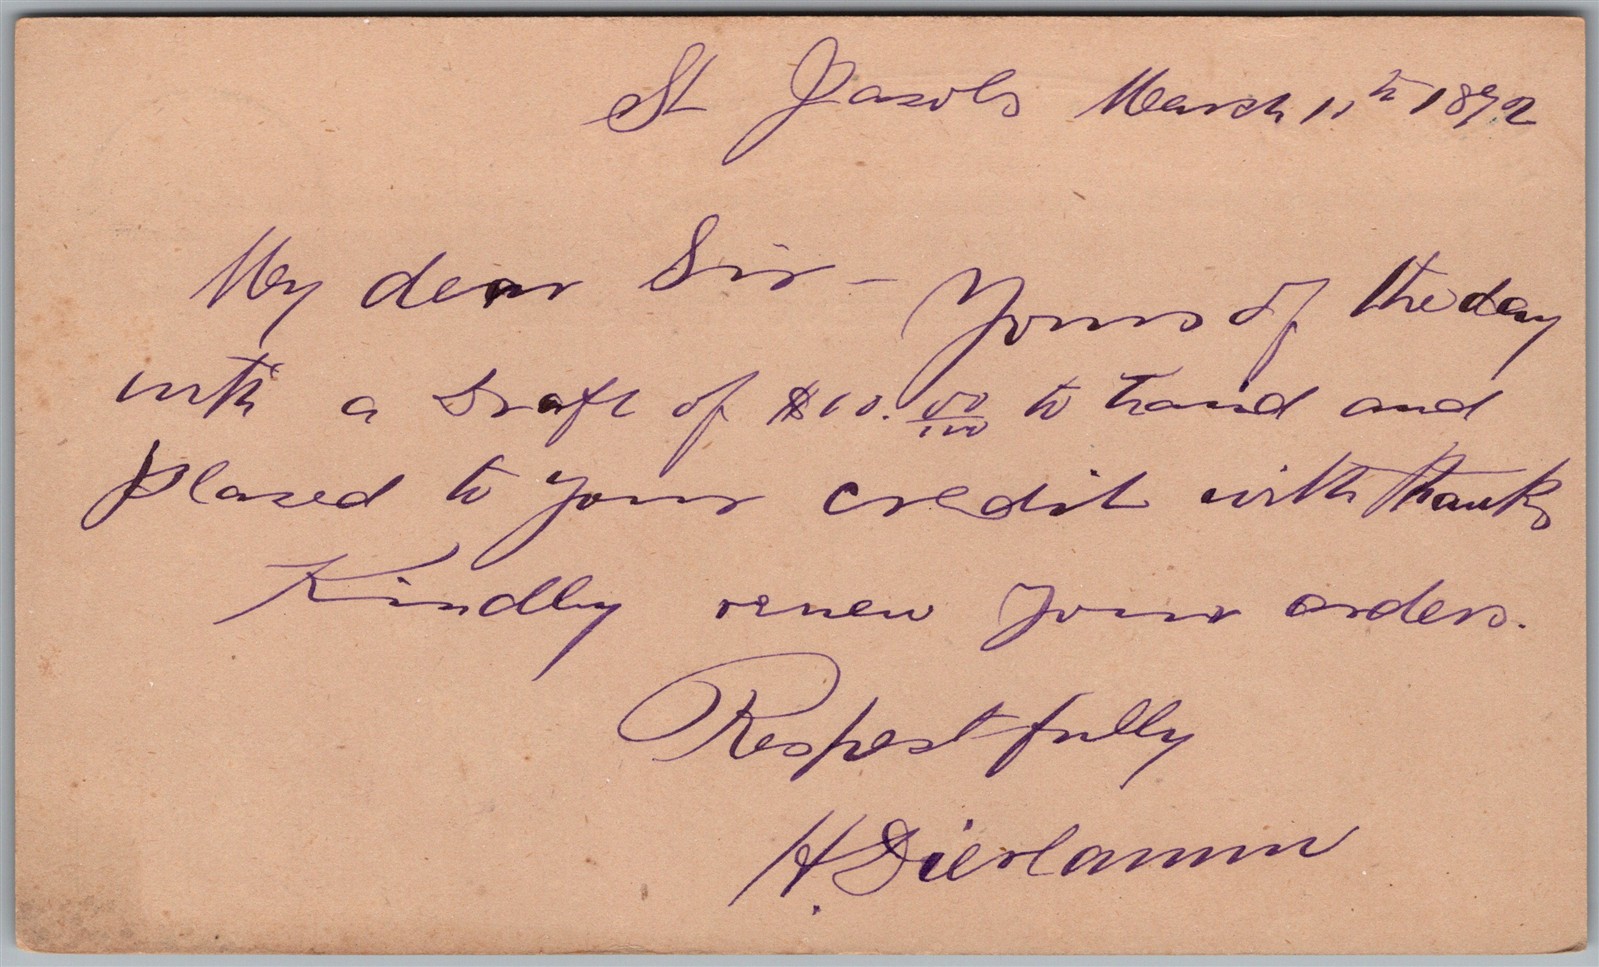 St Jacobs March 11th 1892
My dear Sir - Yours of the day
with a Draft of $10. 00/100 to hand and
placed to your credit with thanks
Kindly renew your orders.
Respectfully
H. Dierlamm